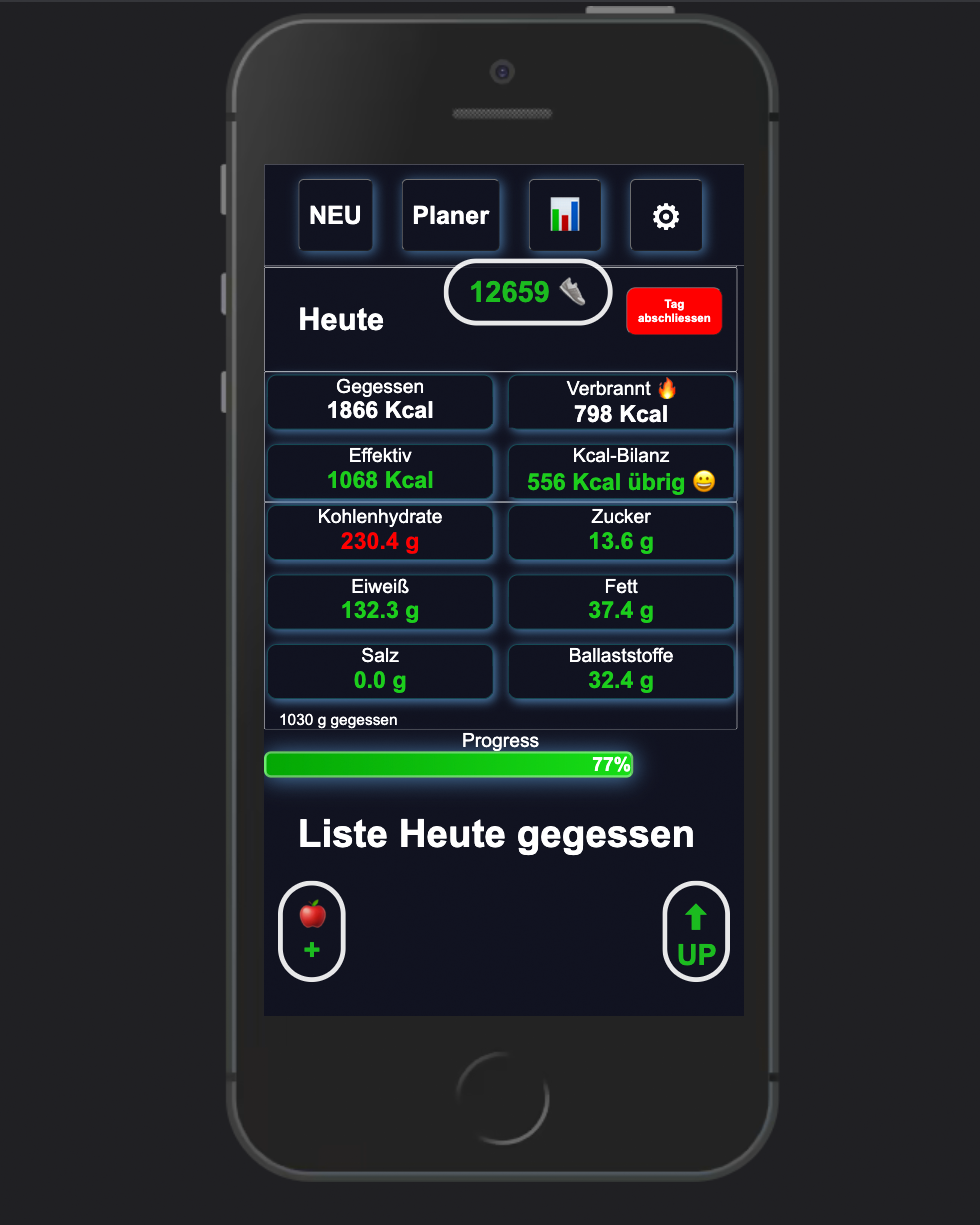 NEU
Planer
12659
Heute
Tag
abschliessen
Gegessen
1866 Kcal
Verbrannt 🔥
798 Kcal
Effektiv
1068 Kcal
Kcal-Bilanz
556 Kcal übrig 😀
Kohlenhydrate
230.4 g
Zucker
13.6 g
Eiweiß
132.3 g
Fett
37.4 g
Salz
0.0 g
Ballaststoffe
32.4 g
1030 g gegessen
Progress
77%
Liste Heute gegessen
+
UP